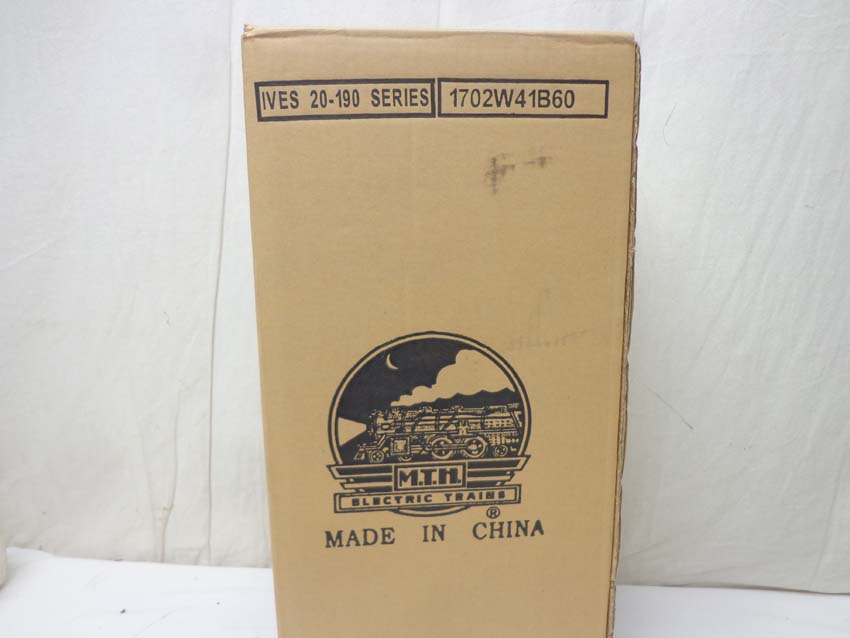 IVES 20-190 SERIES 1702W41B60
M.T.H.
ELECTRIC TRAINS
®
MADE IN CHINA